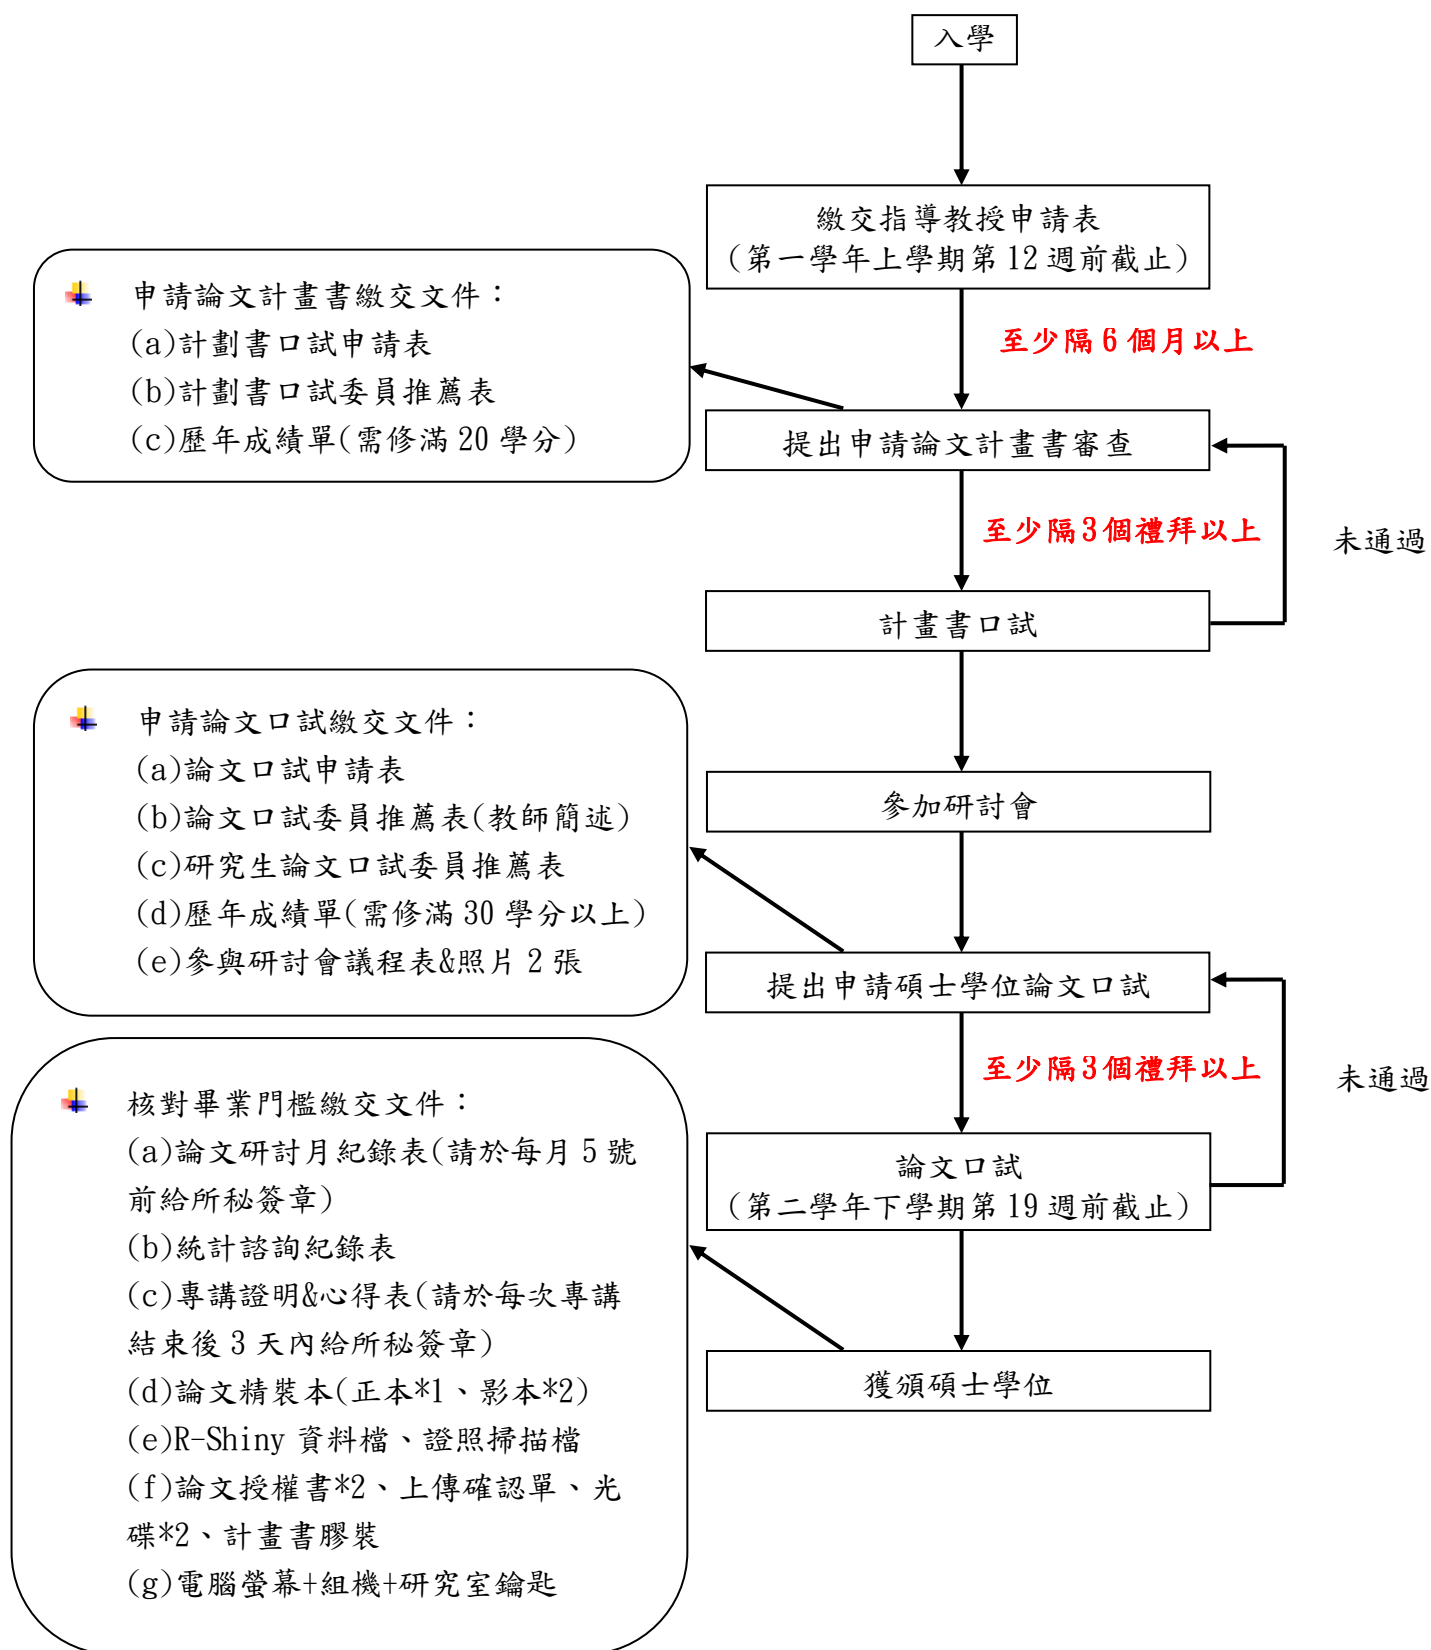 入學
繳交指導教授申請表
(第一學年上學期第12週前截止)
至少隔6個月以上
申請論文計畫書繳交文件：
(a)計劃書口試申請表
(b)計劃書口試委員推薦表
(c)歷年成績單(需修滿20學分)
提出申請論文計畫書審查
至少隔3個禮拜以上
未通過
計畫書口試
申請論文口試繳交文件：
(a)論文口試申請表
(b)論文口試委員推薦表(教師簡述)
(c)研究生論文口試委員推薦表
(d)歷年成績單(需修滿30學分以上)
(e)參與研討會議程表&照片2張
參加研討會
提出申請碩士學位論文口試
至少隔3個禮拜以上
未通過
論文口試
(第二學年下學期第19週前截止)
核對畢業門檻繳交文件：
(a)論文研討月紀錄表(請於每月5號
前給所秘簽章)
(b)統計諮詢紀錄表
(c)專講證明&心得表(請於每次專講
結束後3天內給所秘簽章)
(d)論文精裝本(正本*1、影本*2)
(e)R-Shiny資料檔、證照掃描檔
(f)論文授權書*2、上傳確認單、光
碟*2、計畫書膠裝
(g)電腦螢幕+組機+研究室鑰匙
獲頒碩士學位